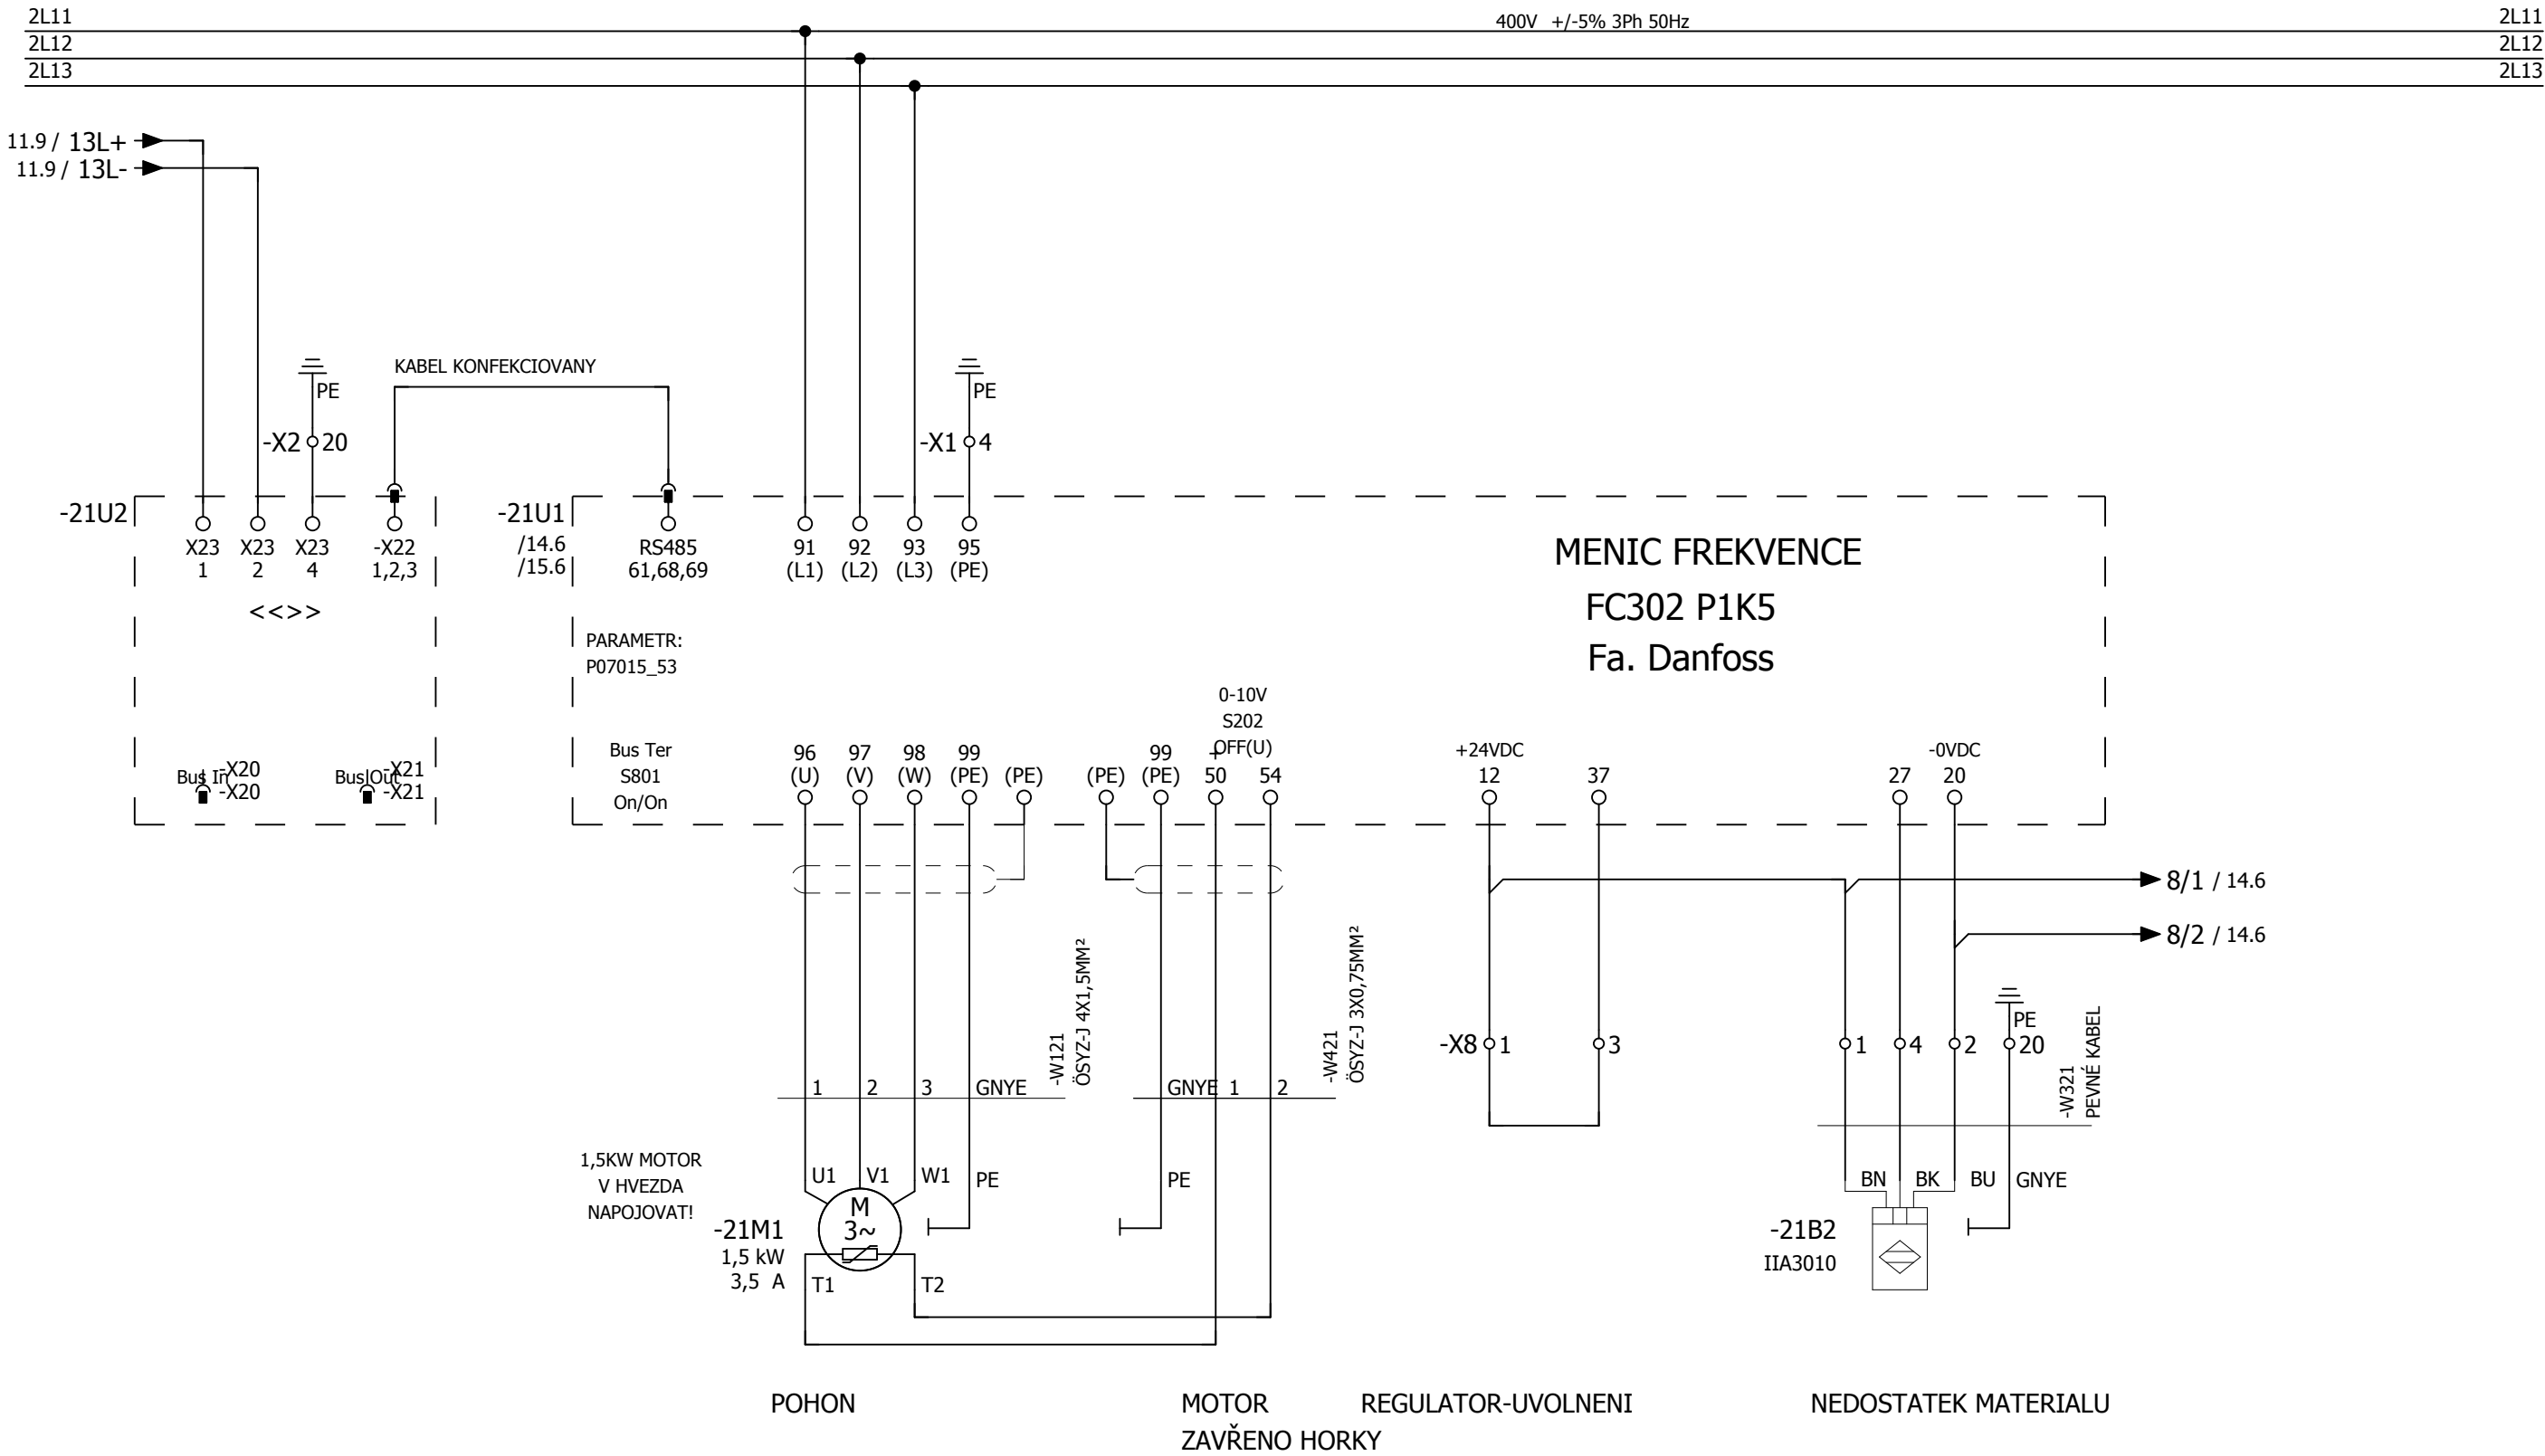 2L11
400V +/-5% 3Ph 50Hz
2L11
2L12
2L12
2L13
2L13
11.9 / 13L+
11.9 / 13L-
KABEL KONFEKCIOVANY
PE
PE
-X2 20
-X1 4
-21U2
X23 X23 X23 -X22
1 2 4 1,2,3
<<>>
Bus In -X20
-X20
Bus Out -X21
-X21
-21U1
/14.6
/15.6
RS485
61,68,69
91 92 93 95
(L1) (L2) (L3) (PE)
MENIC FREKVENCE
FC302 P1K5
Fa. Danfoss
PARAMETR:
P07015_53
Bus Ter
S801
On/On
0-10V
S202
OFF(U)
96 97 98 99
(U) (V) (W) (PE) (PE)
99 +
(PE) (PE) 50 54
+24VDC
12 37
-0VDC
27 20
8/1 / 14.6
8/2 / 14.6
-W121
ÖSYZ-J 4X1,5MM²
-W421
ÖSYZ-J 3X0,75MM²
-X8 1 3
1 4 2 20
PE
-W321
PEVNÉ KABEL
1 2 3 GNYE
GNYE 1 2
1,5KW MOTOR
V HVEZDA
NAPOJOVAT!
U1 V1 W1 PE
PE
BN BK BU GNYE
-21M1
1,5 kW
3,5 A
M
3~
T1 T2
-21B2
IIA3010
POHON
MOTOR
ZAVŘENO HORKY
REGULATOR-UVOLNENI
NEDOSTATEK MATERIALU